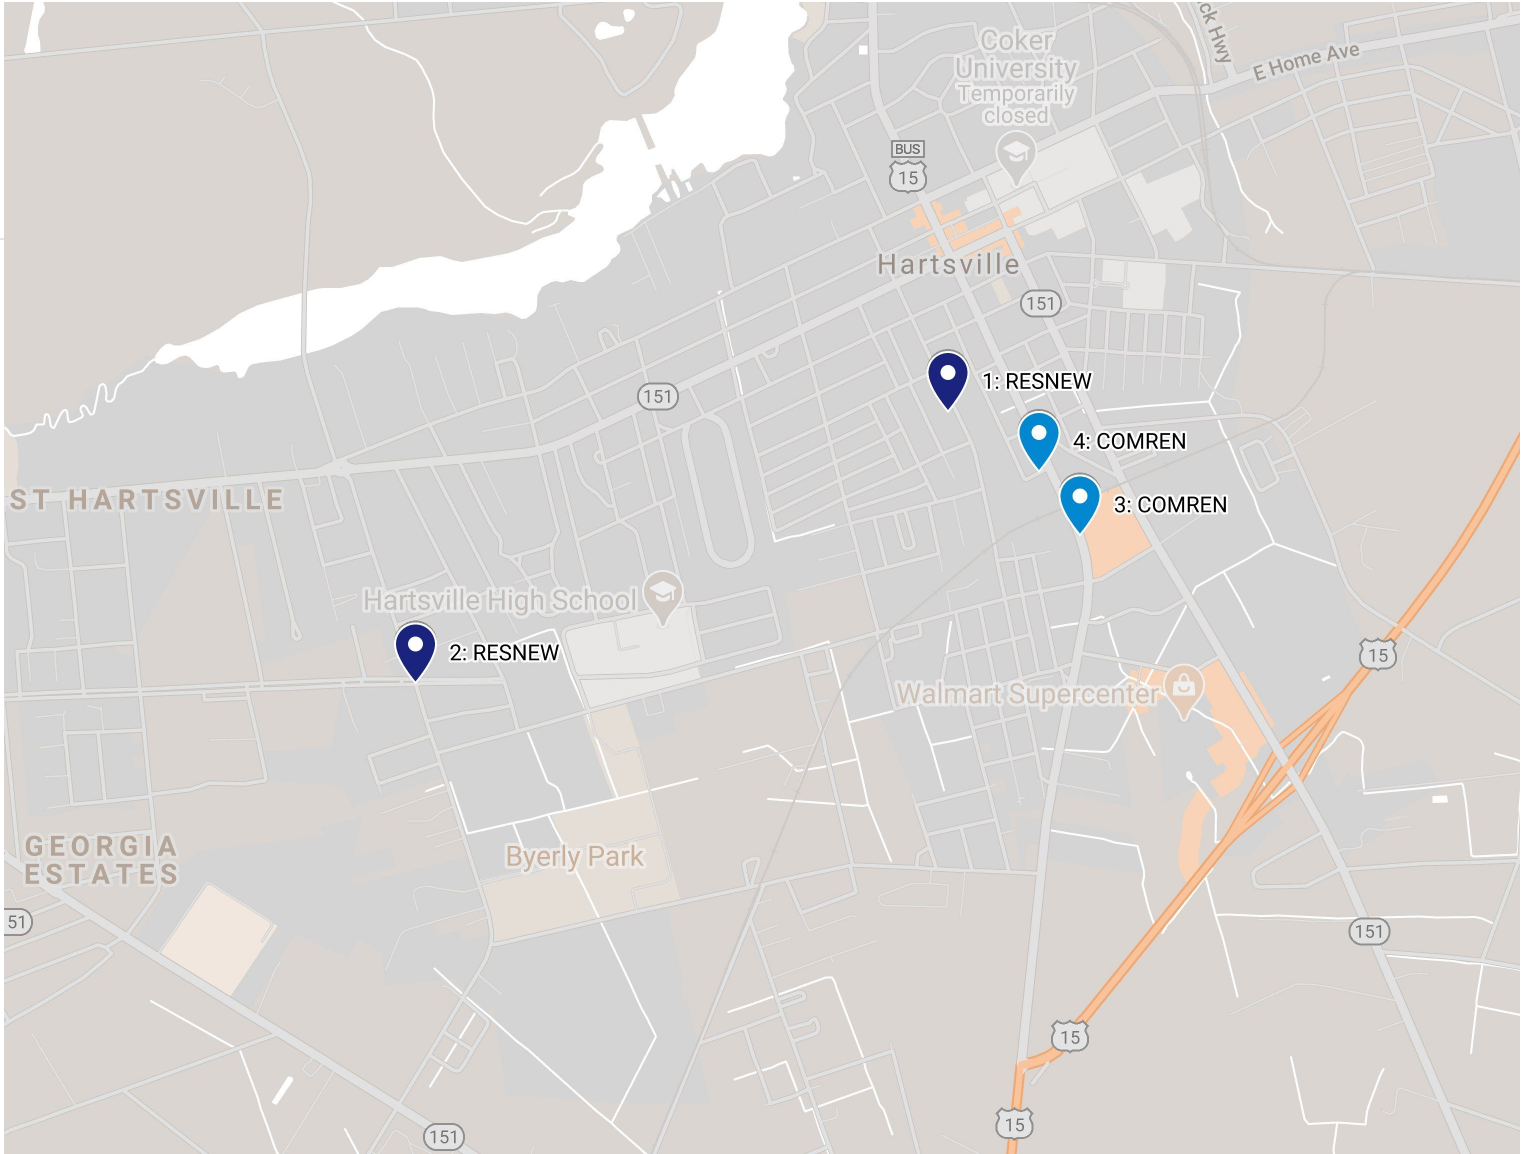 ck Hwy
Coker
University
Temporarily
closed
E Home Ave
BUS
15
Hartsville
151
1: RESNEW
151
4: COMREN
ST HARTSVILLE
3: COMREN
Hartsville High School
2: RESNEW
15
Walmart Supercenter
GEORGIA
ESTATES
Byerly Park
51
151
15
15
151